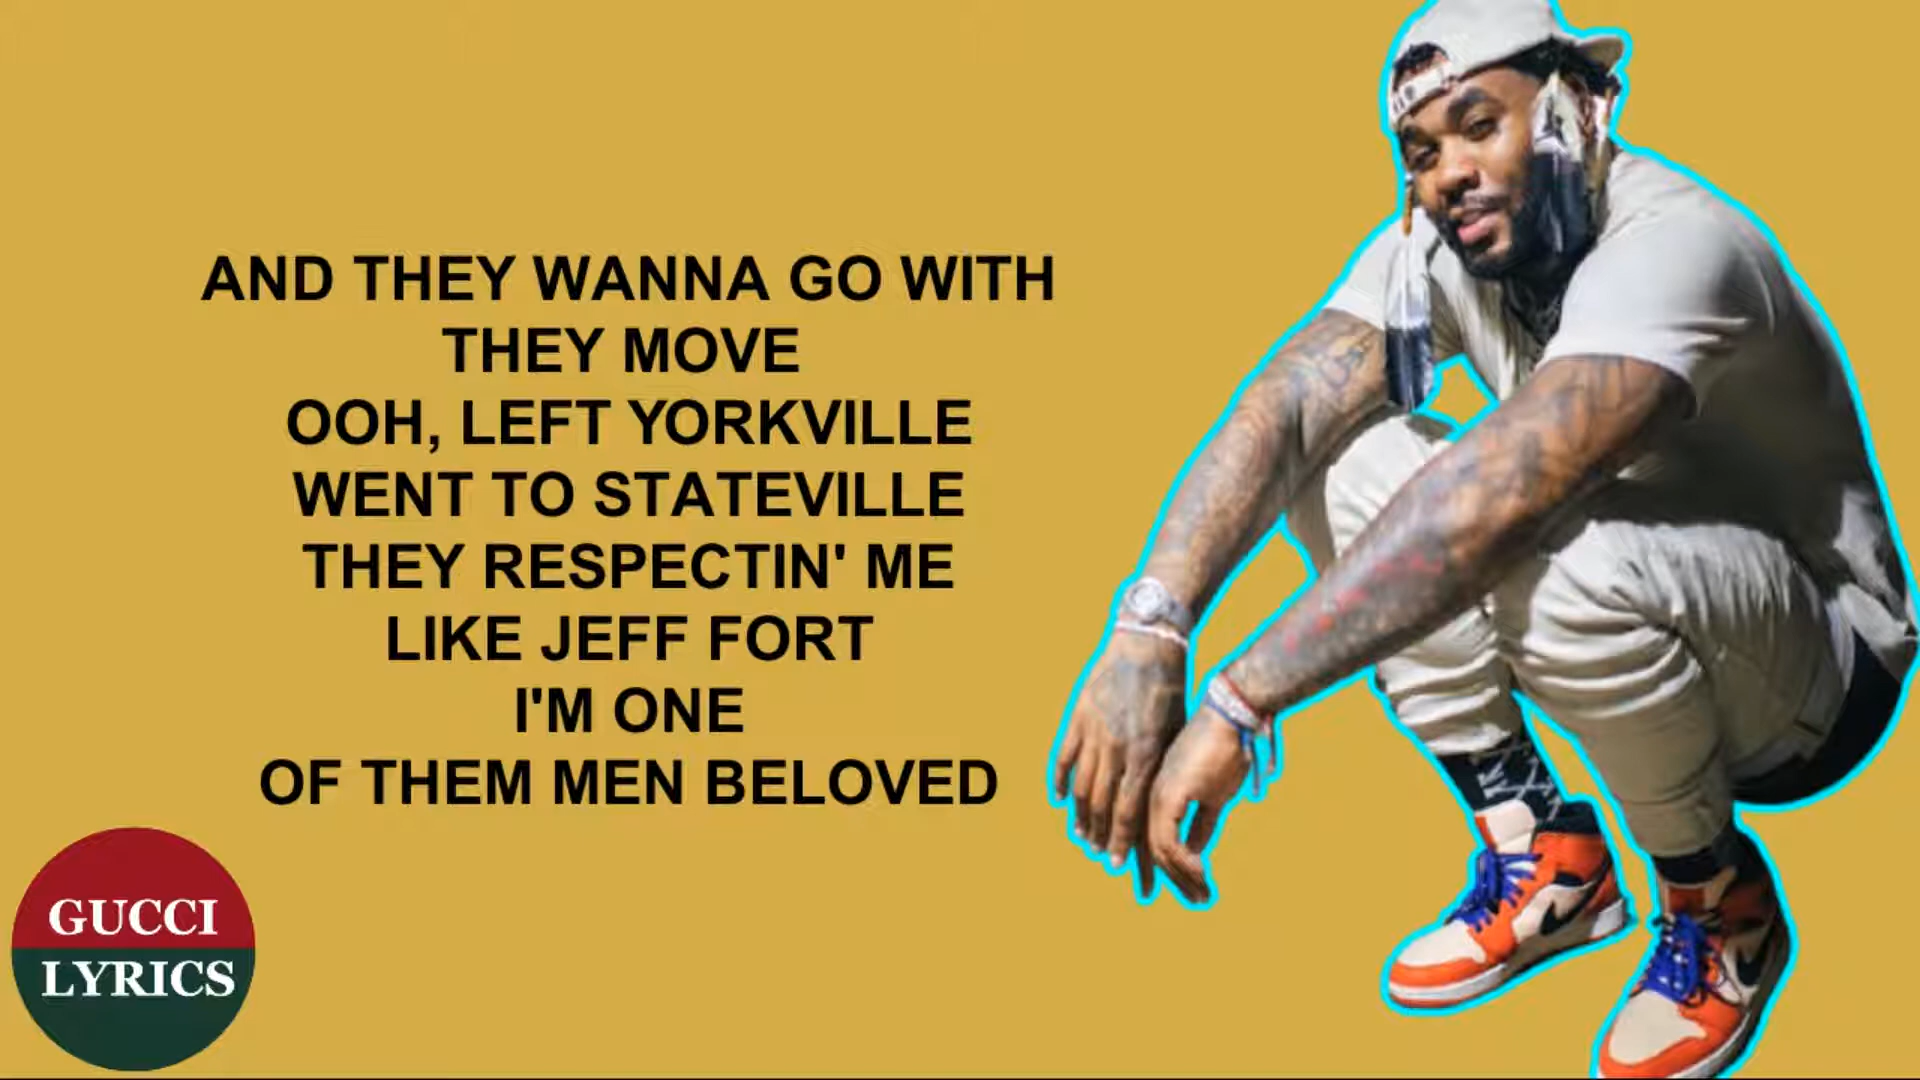 AND THEY WANNA GO WITH
THEY MOVE
OOH, LEFT YORKVILLE
WENT TO STATEVILLE
THEY RESPECTIN' ME
LIKE JEFF FORT
I'M ONE
OF THEM MEN BELOVED
GUCCI
LYRICS